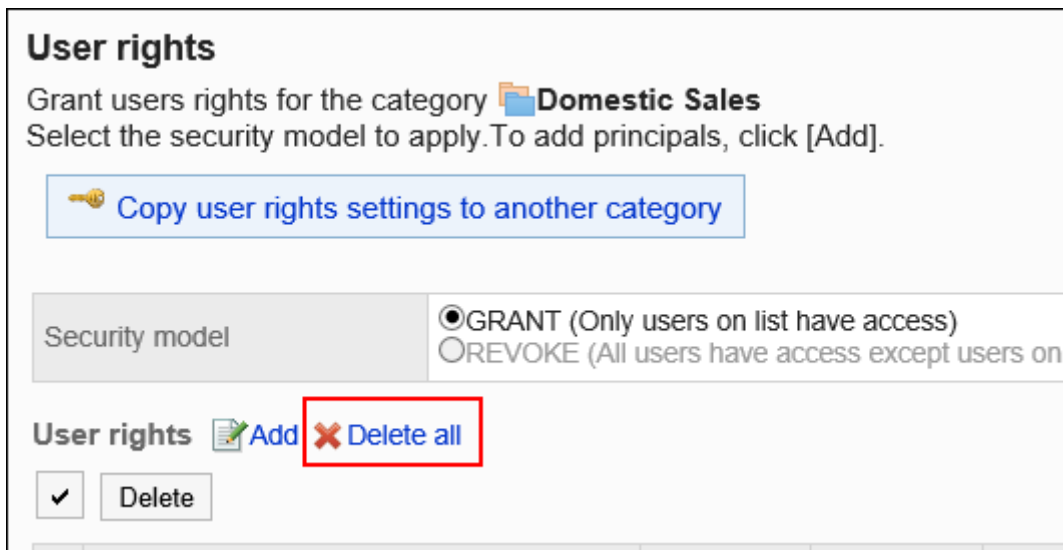 User rights
Grant users rights for the category Domestic Sales
Select the security model to apply.To add principals, click [Add].
Copy user rights settings to another category
Security model
GRANT (Only users on list have access)
REVOKE (All users have access except users on
User rights Add Delete all
Delete